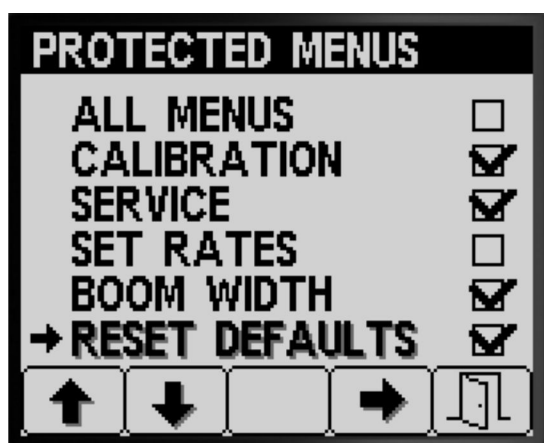 PROTECTED MENUS
ALL MENUS
CALIBRATION
SERVICE
SET RATES
BOOM WIDTH
RESET DEFAULTS